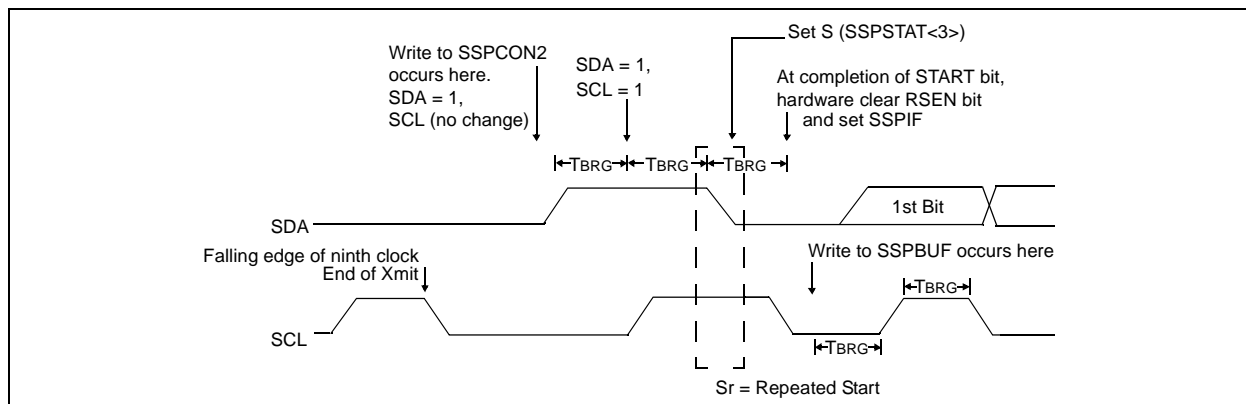 Set S (SSPSTAT<3>)
Write to SSPCON2
occurs here.
SDA = 1,
SCL (no change)
SDA = 1,
SCL = 1
At completion of START bit,
hardware clear RSEN bit
and set SSPIF
TBRG
TBRG
TBRG
SDA
1st Bit
Falling edge of ninth clock
End of Xmit
Write to SSPBUF occurs here
TBRG
SCL
TBRG
Sr = Repeated Start